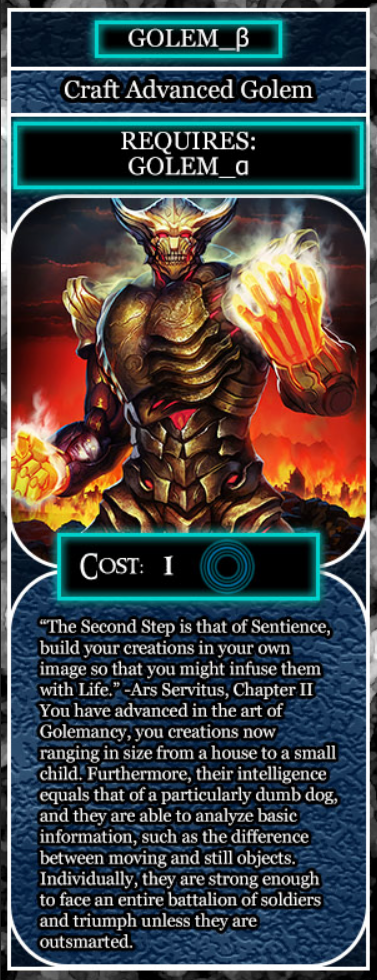 GOLEM_β
Craft Advanced Golem
REQUIRES:
GOLEM_α
COST: 1
“The Second Step is that of Sentience,
build your creations in your own
image so that you might infuse them
with Life.” -Ars Servitus, Chapter II
You have advanced in the art of
Golemancy, you creations now
ranging in size from a house to a small
child. Furthermore, their intelligence
equals that of a particularly dumb dog,
and they are able to analyze basic
information, such as the difference
between moving and still objects.
Individually, they are strong enough
to face an entire battalion of soldiers
and triumph unless they are
outsmarted.